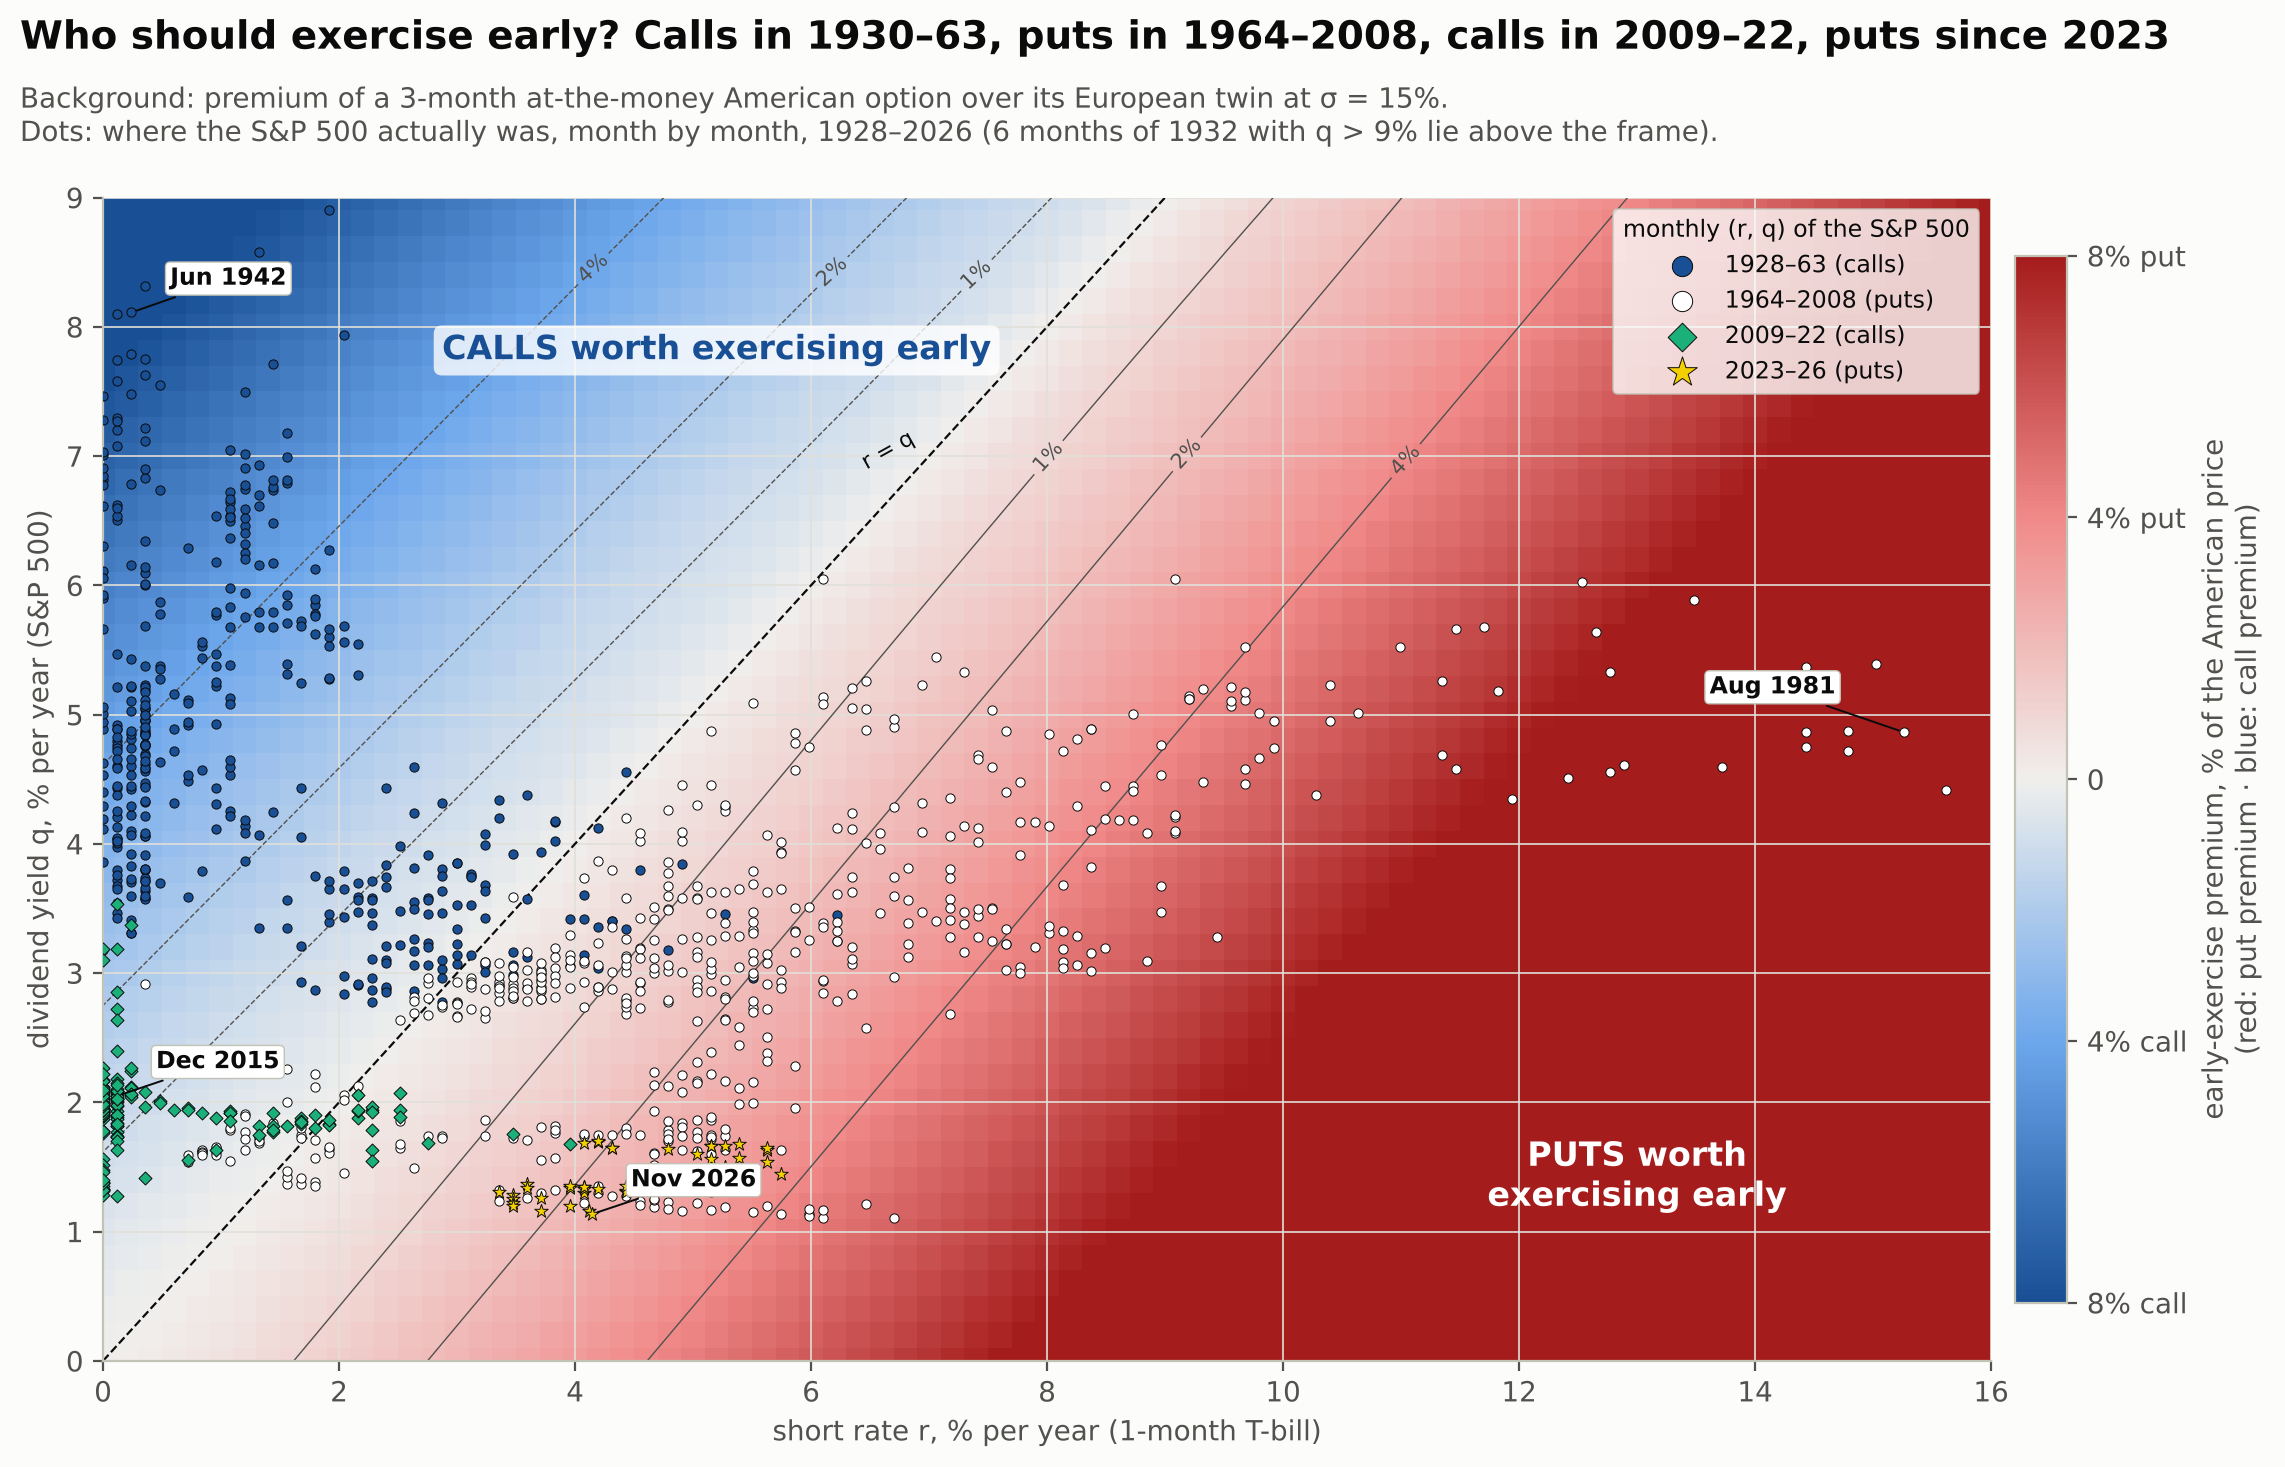 Who should exercise early? Calls in 1930–63, puts in 1964–2008, calls in 2009–22, puts since 2023
Background: premium of a 3-month at-the-money American option over its European twin at σ = 15%.
Dots: where the S&P 500 actually was, month by month, 1928–2026 (6 months of 1932 with q > 9% lie above the frame).
monthly (r, q) of the S&P 500
1928–63 (calls)
1964–2008 (puts)
2009–22 (calls)
2023–26 (puts)
Jun 1942
CALLS worth exercising early
4%
2%
1%
r = q
1%
2%
4%
Aug 1981
Dec 2015
Nov 2026
PUTS worth
exercising early
9
8
7
6
5
4
3
2
1
0
dividend yield q, % per year (S&P 500)
0
2
4
6
8
10
12
14
16
short rate r, % per year (1-month T-bill)
8% put
4% put
0
4% call
8% call
early-exercise premium, % of the American price
(red: put premium · blue: call premium)